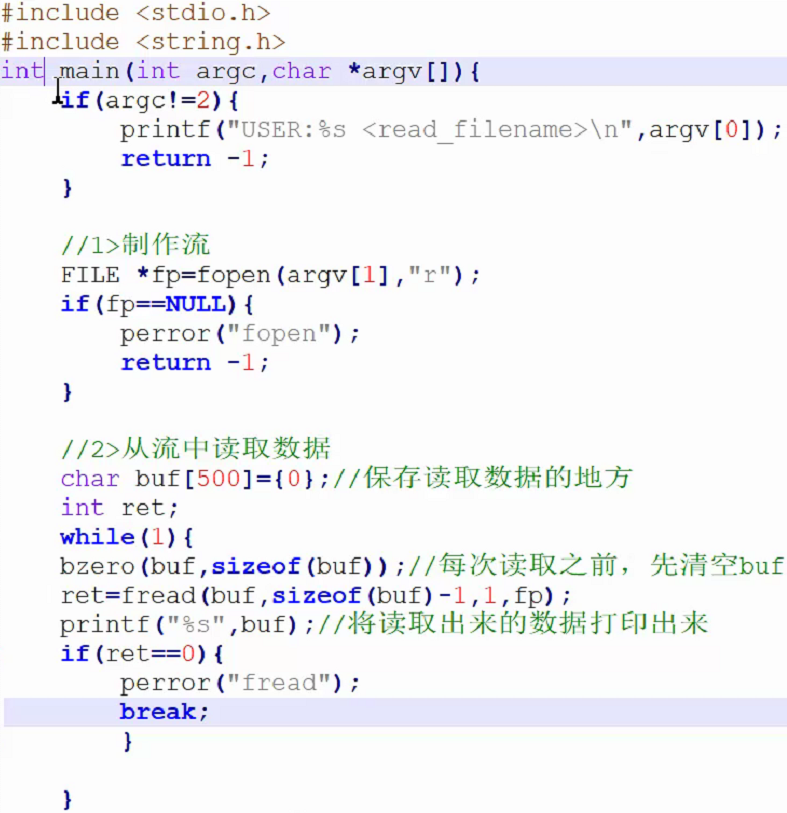 #include <stdio.h>
#include <string.h>
int main(int argc,char *argv[]){
if(argc!=2){
printf("USER:%s <read_filename>\n",argv[0]);
return -1;
}
//1>制作流
FILE *fp=fopen(argv[1],"r");
if(fp==NULL){
perror("fopen");
return -1;
}
//2>从流中读取数据
char buf[500]={0};//保存读取数据的地方
int ret;
while(1){
bzero(buf,sizeof(buf));//每次读取之前，先清空buf
ret=fread(buf,sizeof(buf)-1,1,fp);
printf("%s",buf);//将读取出来的数据打印出来
if(ret==0){
perror("fread");
break;
}
}